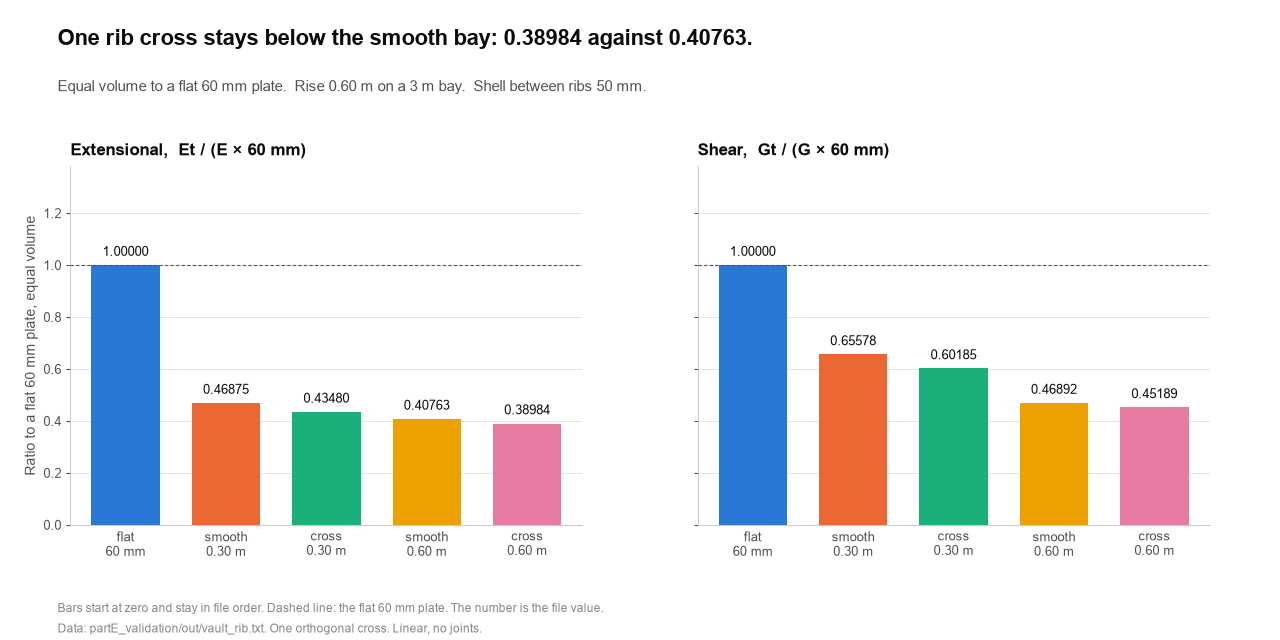 One rib cross stays below the smooth bay: 0.38984 against 0.40763.
Equal volume to a flat 60 mm plate.  Rise 0.60 m on a 3 m bay.  Shell between ribs 50 mm.
Extensional,  Et / (E × 60 mm)
Ratio to a flat 60 mm plate, equal volume
1.2
1.0
0.8
0.6
0.4
0.2
0.0
1.00000
0.46875
0.43480
0.40763
0.38984
flat
60 mm
smooth
0.30 m
cross
0.30 m
smooth
0.60 m
cross
0.60 m
Shear,  Gt / (G × 60 mm)
1.00000
0.65578
0.60185
0.46892
0.45189
flat
60 mm
smooth
0.30 m
cross
0.30 m
smooth
0.60 m
cross
0.60 m
Bars start at zero and stay in file order. Dashed line: the flat 60 mm plate. The number is the file value.
Data: partE_validation/out/vault_rib.txt. One orthogonal cross. Linear, no joints.